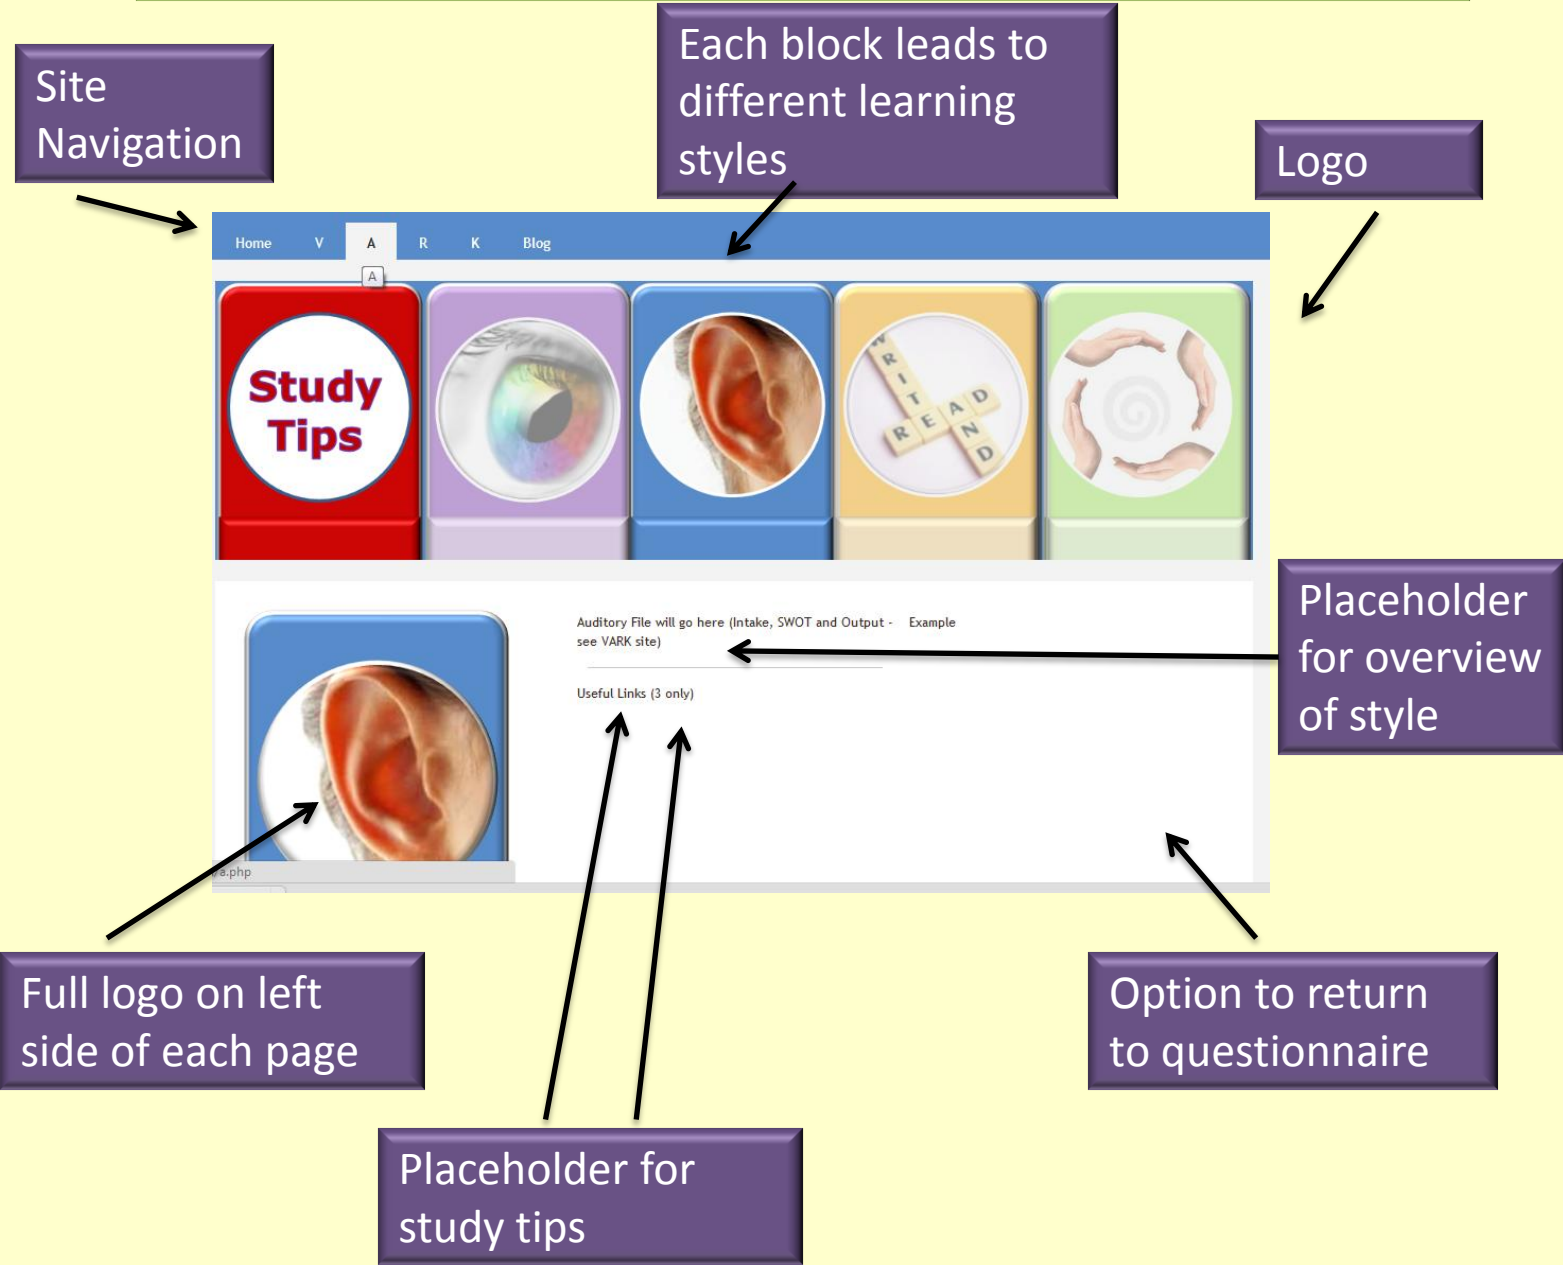 Each block leads to
different learning
styles
Site
Navigation
Logo
Home V A R K Blog
A
Study
Tips
WRITE
READ
AND
Auditory File will go here (Intake, SWOT and Output - Example
see VARK site)
Useful Links (3 only)
Placeholder
for overview
of style
a.php
Full logo on left
side of each page
Option to return
to questionnaire
Placeholder for
study tips